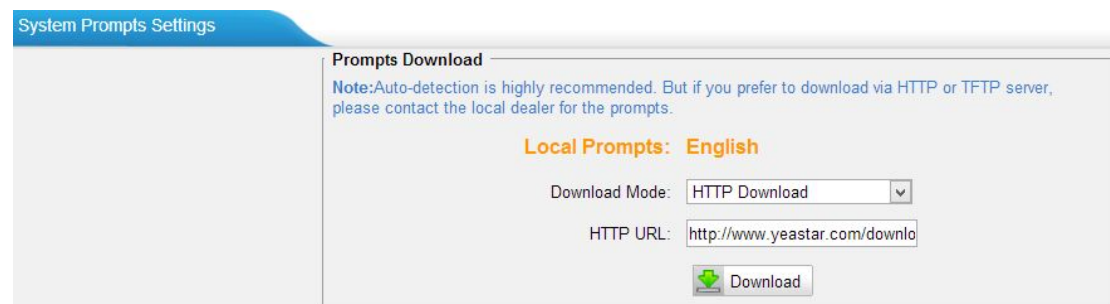 System Prompts Settings
Prompts Download
Note:Auto-detection is highly recommended. But if you prefer to download via HTTP or TFTP server,
please contact the local dealer for the prompts.
Local Prompts: English
Download Mode: HTTP Download
HTTP URL: http://www.yeastar.com/downlo
Download